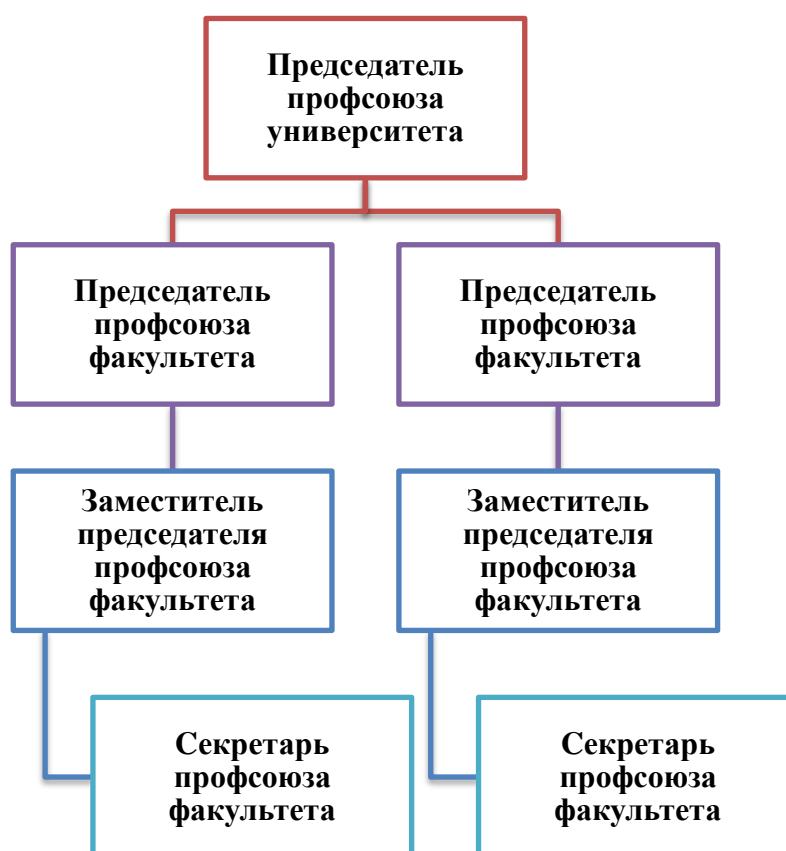 Председатель
профсоюза
университета
Председатель
профсоюза
факультета
Председатель
профсоюза
факультета
Заместитель
председателя
профсоюза
факультета
Заместитель
председателя
профсоюза
факультета
Секретарь
профсоюза
факультета
Секретарь
профсоюза
факультета